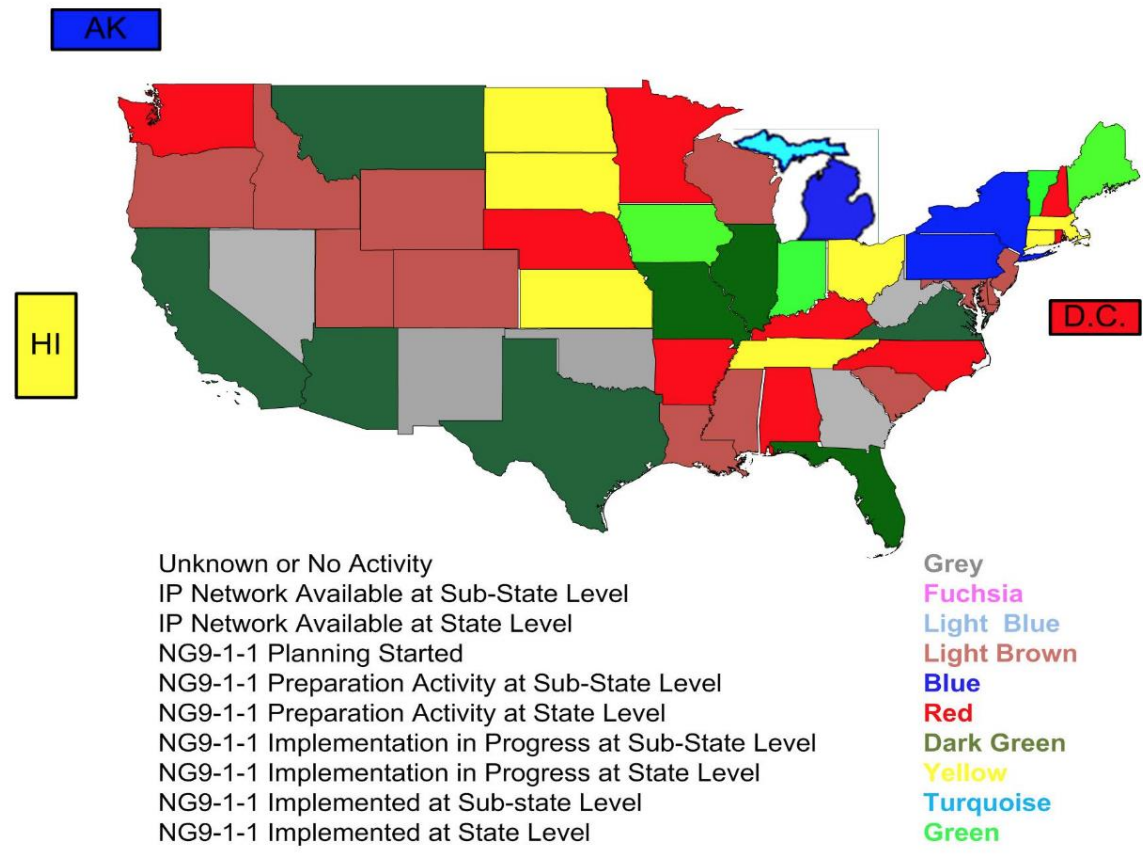 AK
HI
D.C.
Unknown or No Activity Grey
IP Network Available at Sub-State Level Fuchsia
IP Network Available at State Level Light Blue
NG9-1-1 Planning Started Light Brown
NG9-1-1 Preparation Activity at Sub-State Level Blue
NG9-1-1 Preparation Activity at State Level Red
NG9-1-1 Implementation in Progress at Sub-State Level Dark Green
NG9-1-1 Implementation in Progress at State Level Yellow
NG9-1-1 Implemented at Sub-state Level Turquoise
NG9-1-1 Implemented at State Level Green